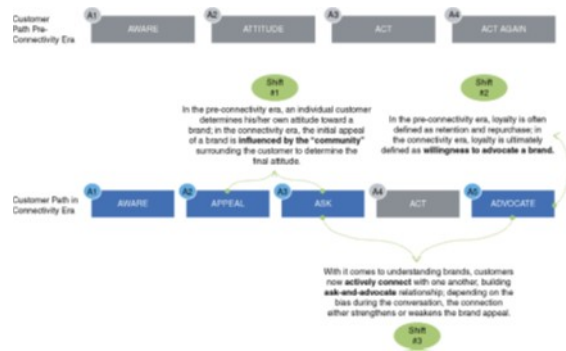 Customer
Path Pre-
Connectivity Era
A1
AWARE
A2
ATTITUDE
A3
ACT
A4
ACT AGAIN
Shift
#1
In the pre-connectivity era, an individual customer
determines his/her own attitude toward a
brand; in the connectivity era, the initial appeal
of a brand is influenced by the "community"
surrounding the customer to determine the
final attitude.
Shift
#2
In the pre-connectivity era, loyalty is often
defined as retention and repurchase; in
the connectivity era, loyalty is ultimately
defined as willingness to advocate a brand.
Customer Path in
Connectivity Era
A1
AWARE
A2
APPEAL
A3
ASK
A4
ACT
A5
ADVOCATE
With it comes to understanding brands, customers
now actively connect with one another, building
ask-and-advocate relationship; depending on the
bias during the conversation, the connection
either strengthens or weakens the brand appeal.
Shift
#3